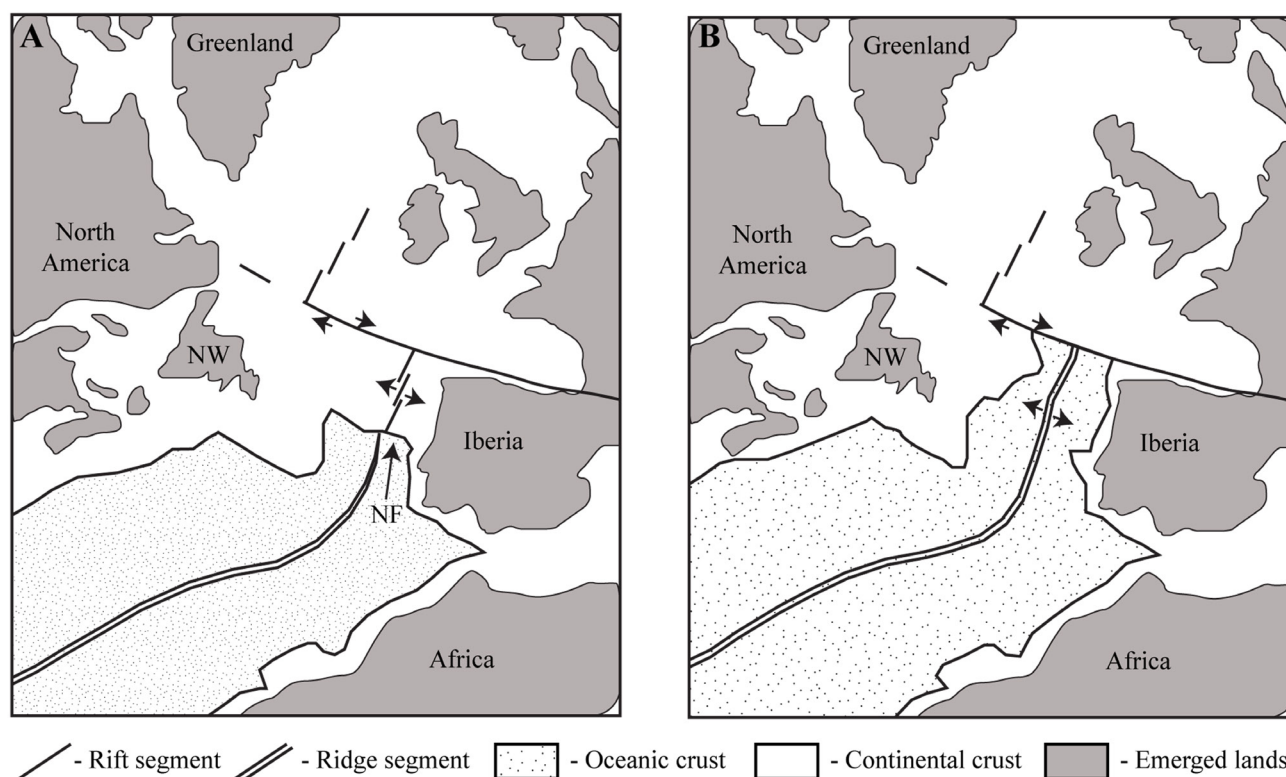 A
Greenland
North
America
NW
Iberia
NF
Africa
B
Greenland
North
America
NW
Iberia
Africa
- Rift segment - Ridge segment - Oceanic crust - Continental crust - Emerged lands